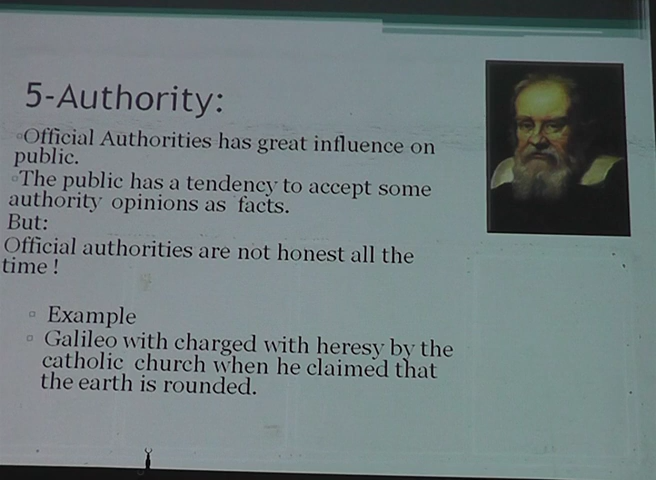 5-Authority:
▫Official Authorities has great influence on
public.
▫The public has a tendency to accept some
authority opinions as facts.
But:
Official authorities are not honest all the
time !
▫ Example
▫ Galileo with charged with heresy by the
catholic church when he claimed that
the earth is rounded.